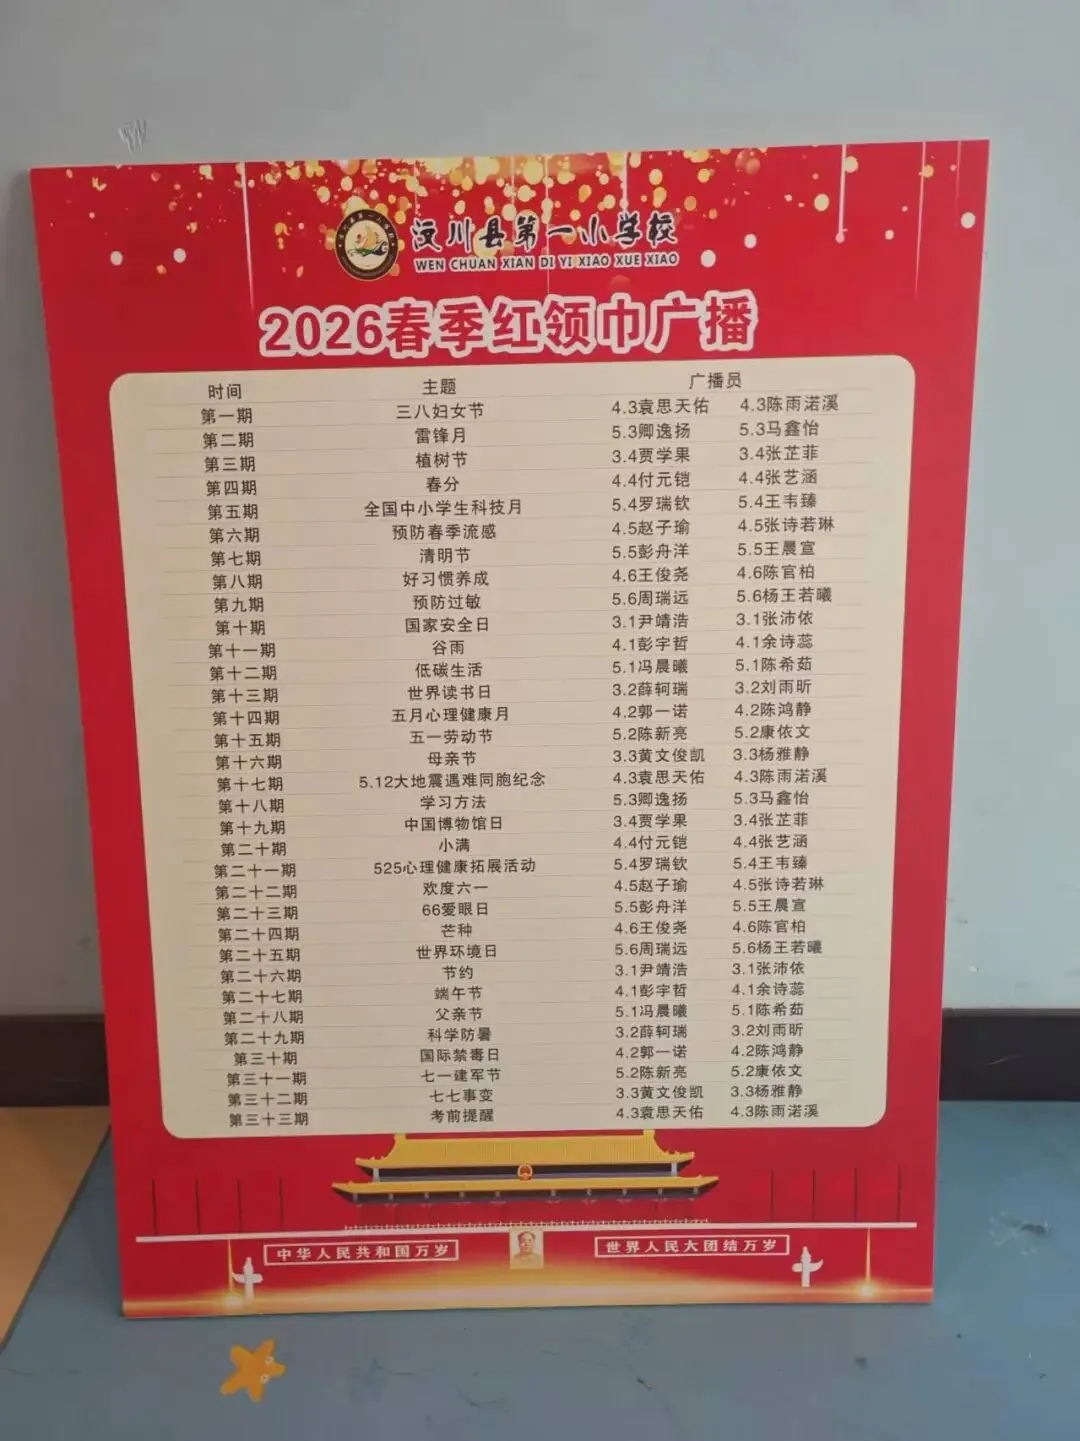 汶川县第一小学校
WEN CHUAN XIAN DI YI XIAO XUE XIAO
2026春季红领巾广播
时间 主题 广播员
第一期 三八妇女节 4.3袁思天佑 4.3陈雨渃溪
第二期 雷锋月 5.3卿逸扬 5.3马鑫怡
第三期 植树节 3.4贾学果 3.4张芷菲
第四期 春分 4.4付元铠 4.4张艺涵
第五期 全国中小学生科技月 5.4罗瑞钦 5.4王韦臻
第六期 预防春季流感 4.5赵子瑜 4.5张诗若琳
第七期 清明节 5.5彭舟洋 5.5王晨宣
第八期 好习惯养成 4.6王俊尧 4.6陈官柏
第九期 预防过敏 5.6周瑞远 5.6杨王若曦
第十期 国家安全日 3.1尹靖浩 3.1张沛依
第十一期 谷雨 4.1彭宇哲 4.1余诗蕊
第十二期 低碳生活 5.1冯晨曦 5.1陈希茹
第十三期 世界读书日 3.2薛轲瑞 3.2刘雨昕
第十四期 五月心理健康月 4.2郭一诺 4.2陈鸿静
第十五期 五一劳动节 5.2陈新亮 5.2康依文
第十六期 母亲节 3.3黄文俊凯 3.3杨雅静
第十七期 5.12大地震遇难同胞纪念 4.3袁思天佑 4.3陈雨渃溪
第十八期 学习方法 5.3卿逸扬 5.3马鑫怡
第十九期 中国博物馆日 3.4贾学果 3.4张芷菲
第二十期 小满 4.4付元铠 4.4张艺涵
第二十一期 525心理健康拓展活动 5.4罗瑞钦 5.4王韦臻
第二十二期 欢度六一 4.5赵子瑜 4.5张诗若琳
第二十三期 66爱眼日 5.5彭舟洋 5.5王晨宣
第二十四期 芒种 4.6王俊尧 4.6陈官柏
第二十五期 世界环境日 5.6周瑞远 5.6杨王若曦
第二十六期 节约 3.1尹靖浩 3.1张沛依
第二十七期 端午节 4.1彭宇哲 4.1余诗蕊
第二十八期 父亲节 5.1冯晨曦 5.1陈希茹
第二十九期 科学防暑 3.2薛轲瑞 3.2刘雨昕
第三十期 国际禁毒日 4.2郭一诺 4.2陈鸿静
第三十一期 七一建军节 5.2陈新亮 5.2康依文
第三十二期 七七事变 3.3黄文俊凯 3.3杨雅静
第三十三期 考前提醒 4.3袁思天佑 4.3陈雨渃溪
中华人民共和国万岁 世界人民大团结万岁